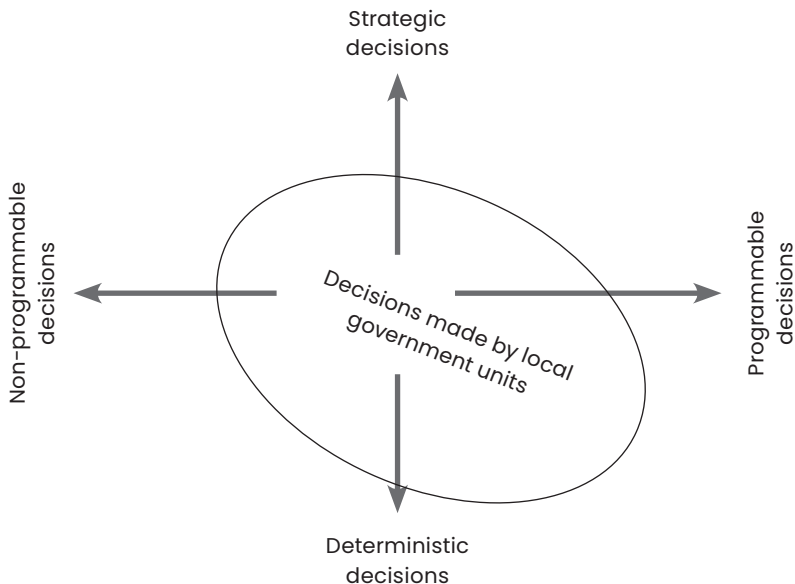 Strategic
decisions
Non-programmable
decisions
Decisions made by local
government units
Programmable
decisions
Deterministic
decisions